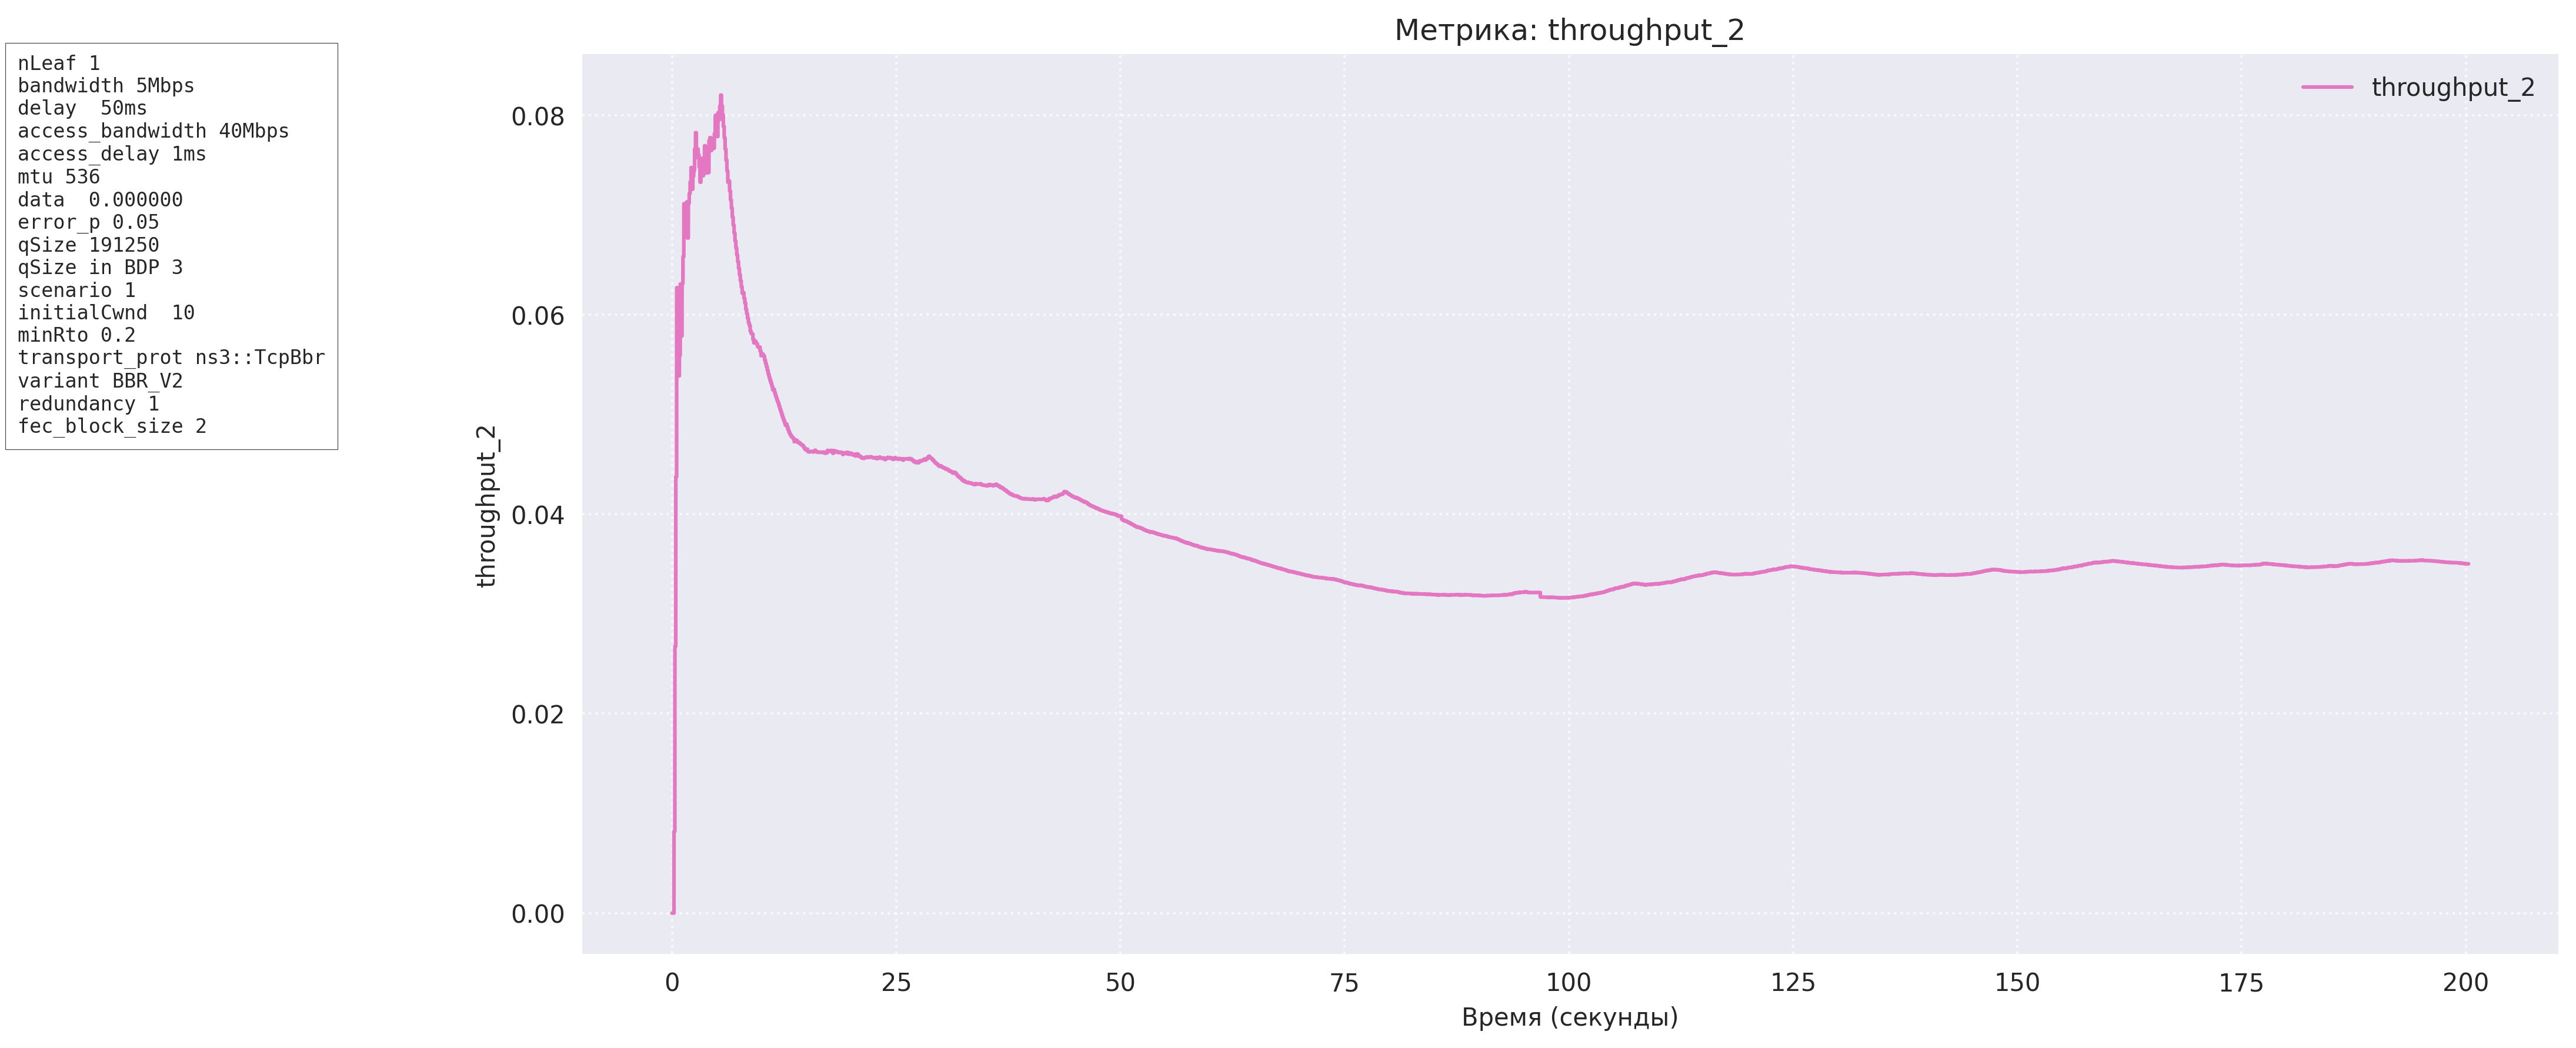 Метрика: throughput_2
nLeaf 1
bandwidth 5Mbps
delay  50ms
access_bandwidth 40Mbps
access_delay 1ms
mtu 536
data  0.000000
error_p 0.05
qSize 191250
qSize in BDP 3
scenario 1
initialCwnd  10
minRto 0.2
transport_prot ns3::TcpBbr
variant BBR_V2
redundancy 1
fec_block_size 2
throughput_2
throughput_2
0.08
0.06
0.04
0.02
0.00
0 25 50 75 100 125 150 175 200
Время (секунды)